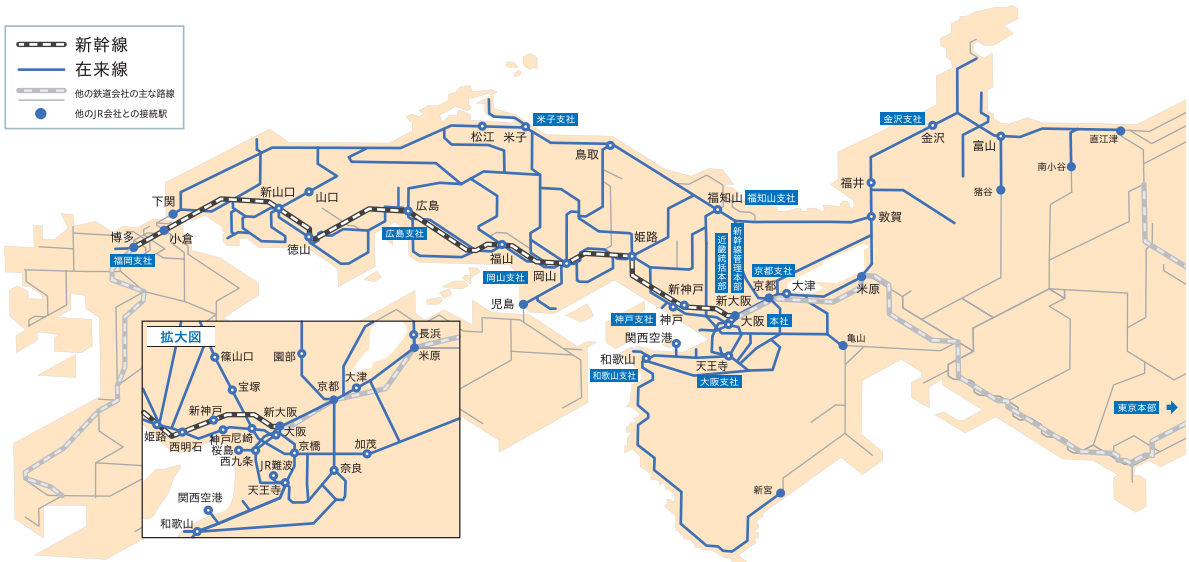 新幹線
在来線
他の鉄道会社の主な路線
他のJR会社との接続駅
米子支社
松江
米子
鳥取
金沢支社
金沢
富山
直江津
南小谷
猪谷
福井
敦賀
下関
新山口
山口
広島
広島支社
博多
小倉
福岡支社
徳山
福山
岡山
岡山支社
児島
姫路
福知山
福知山支社
近畿統括本部
新幹線管理本部
京都支社
京都
大津
米原
新神戸
新大阪
神戸支社
神戸
大阪
本社
関西空港
亀山
和歌山
和歌山支社
天王寺
大阪支社
東京本部
新宮
拡大図
長浜
米原
篠山口
園部
宝塚
京都
大津
新神戸
新大阪
姫路
西明石
神戸
尼崎
大阪
桜島
西九条
京橋
加茂
JR難波
奈良
天王寺
関西空港
和歌山